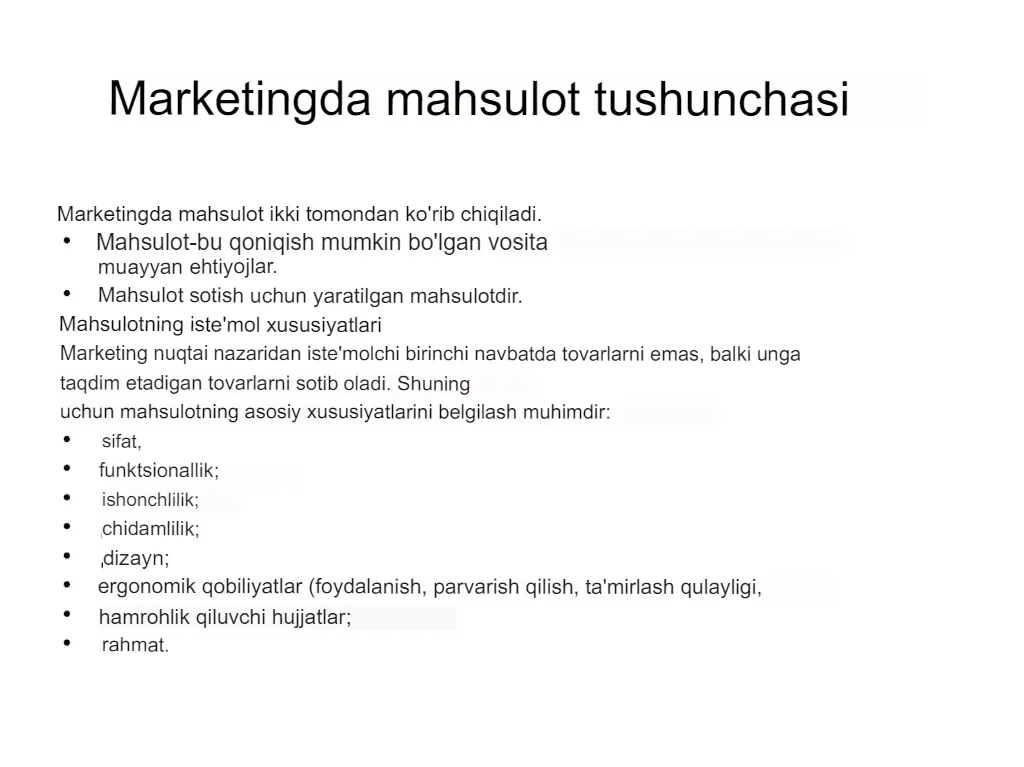 Marketingda mahsulot tushunchasi
Marketingda mahsulot ikki tomondan ko'rib chiqiladi.
• Mahsulot-bu qoniqish mumkin bo'lgan vosita
muayyan ehtiyojlar.
• Mahsulot sotish uchun yaratilgan mahsulotdir.
Mahsulotning iste'mol xususiyatlari
Marketing nuqtai nazaridan iste'molchi birinchi navbatda tovarlarni emas, balki unga
taqdim etadigan tovarlarni sotib oladi. Shuning
uchun mahsulotning asosiy xususiyatlarini belgilash muhimdir:
• sifat,
• funktsionallik;
• ishonchlilik;
• ,chidamlilik;
• ,dizayn;
• ergonomik qobiliyatlar (foydalanish, parvarish qilish, ta'mirlash qulayligi,
• hamrohlik qiluvchi hujjatlar;
• rahmat.